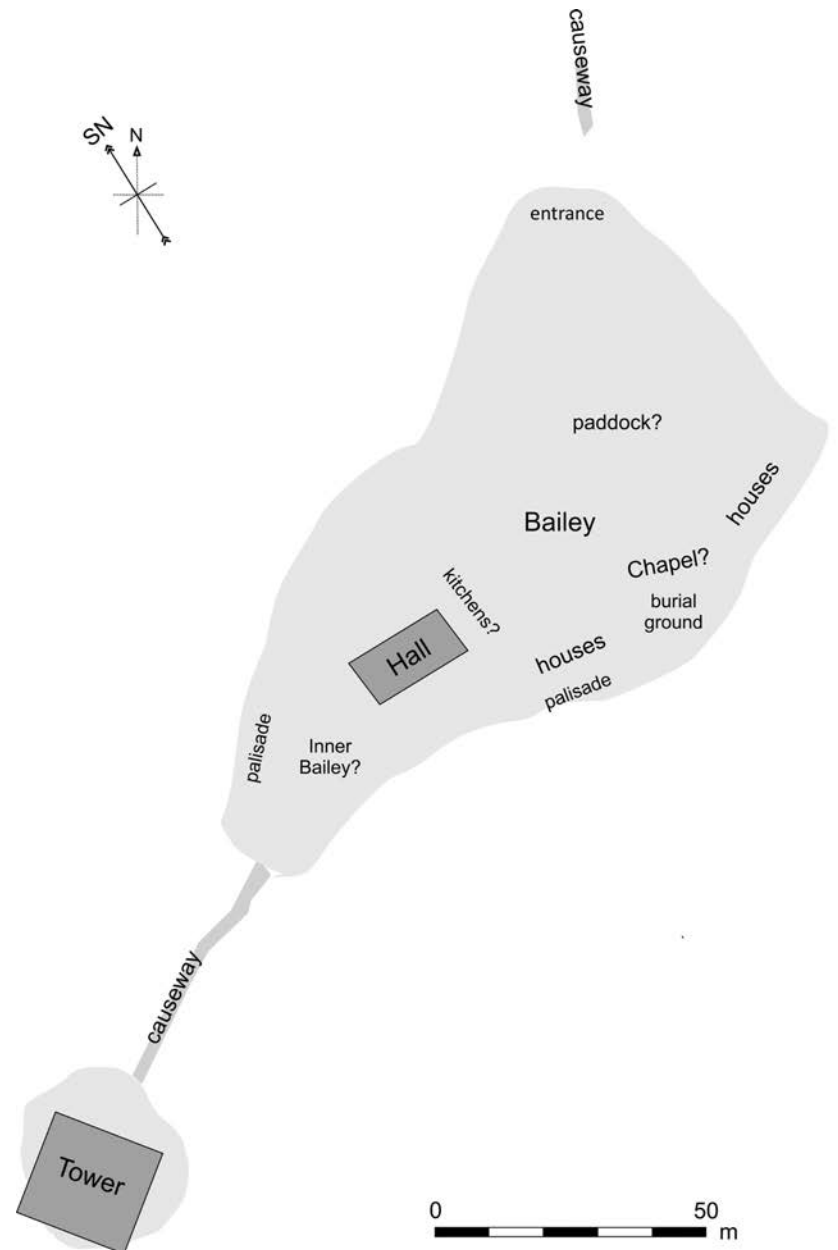 causeway
SN
N
entrance
paddock?
houses
Bailey
Chapel?
kitchens?
burial
ground
Hall
houses
palisade
palisade
Inner
Bailey?
causeway
Tower
0
50
m